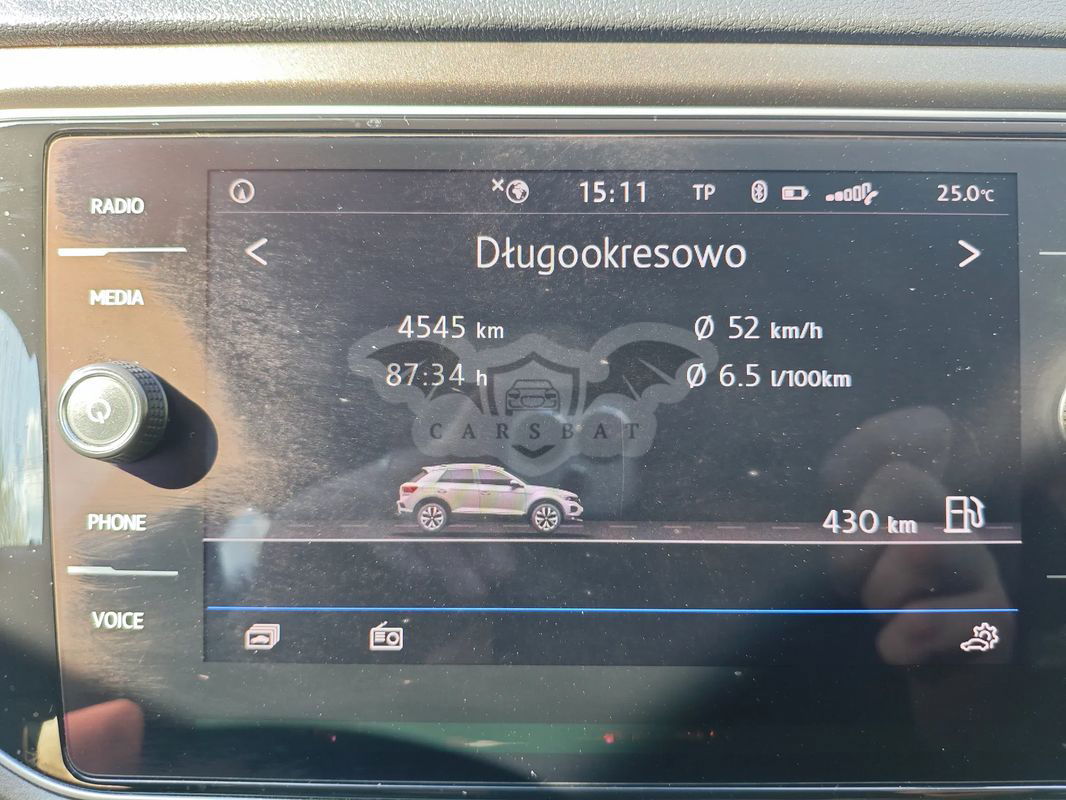 15:11 TP 25.0°C
RADIO
Długookresowo
MEDIA
4545 km Ø 52 km/h
87:34 h Ø 6.5 l/100km
CARSBAT
PHONE
430 km
VOICE